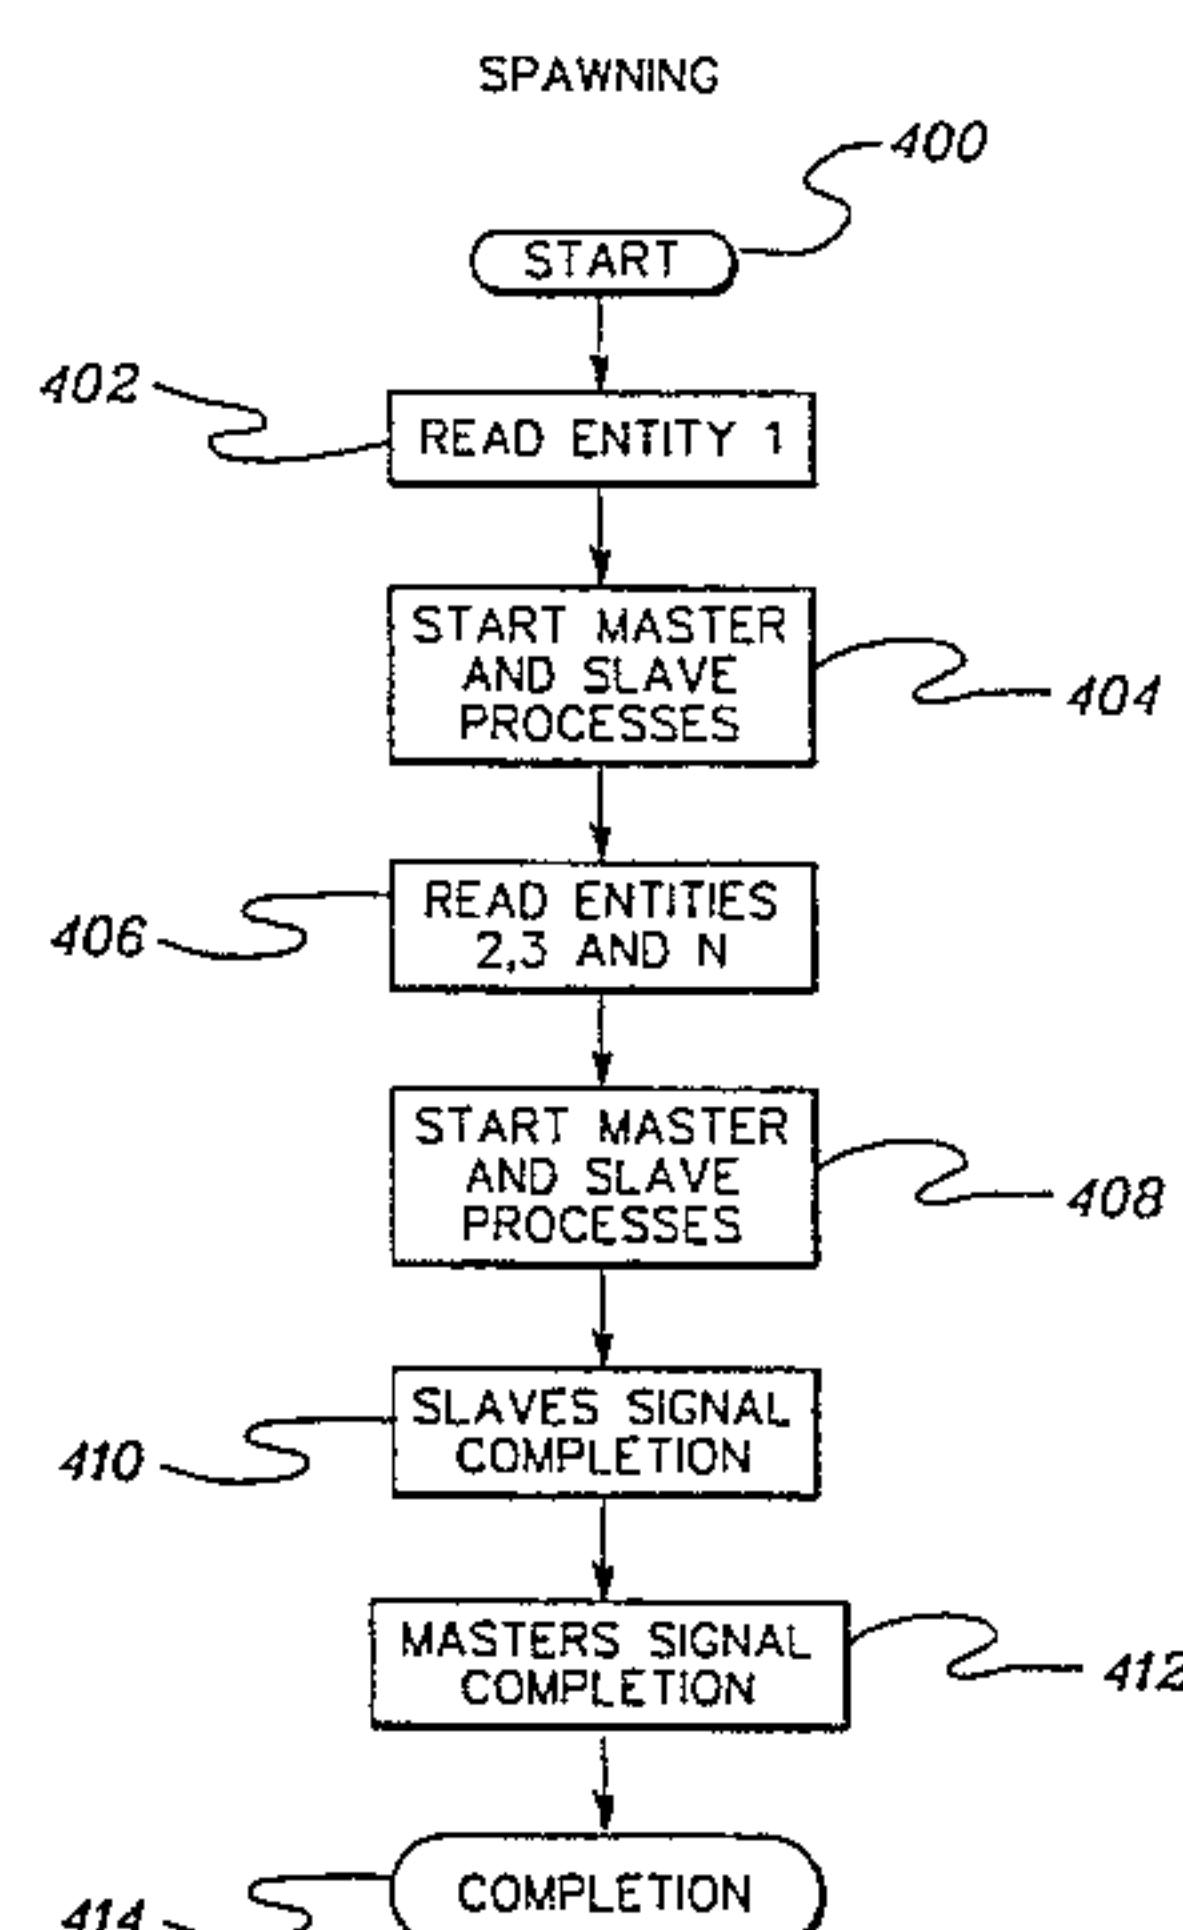 SPAWNING
400
START
402
READ ENTITY 1
START MASTER
AND SLAVE
PROCESSES
404
READ ENTITIES
2,3 AND N
406
START MASTER
AND SLAVE
PROCESSES
408
SLAVES SIGNAL
COMPLETION
410
MASTERS SIGNAL
COMPLETION
412
COMPLETION
414